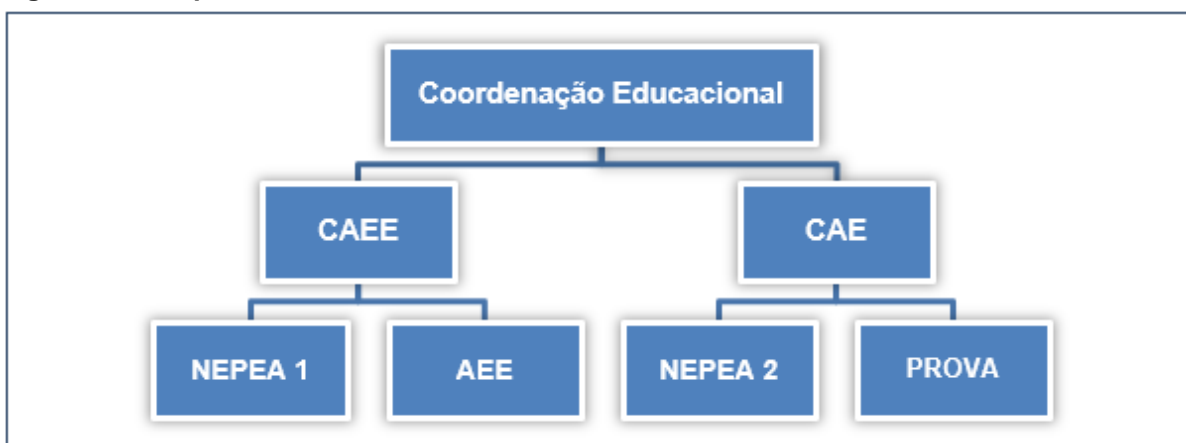 Coordenação Educacional
CAEE
CAE
NEPEA 1
AEE
NEPEA 2
PROVA